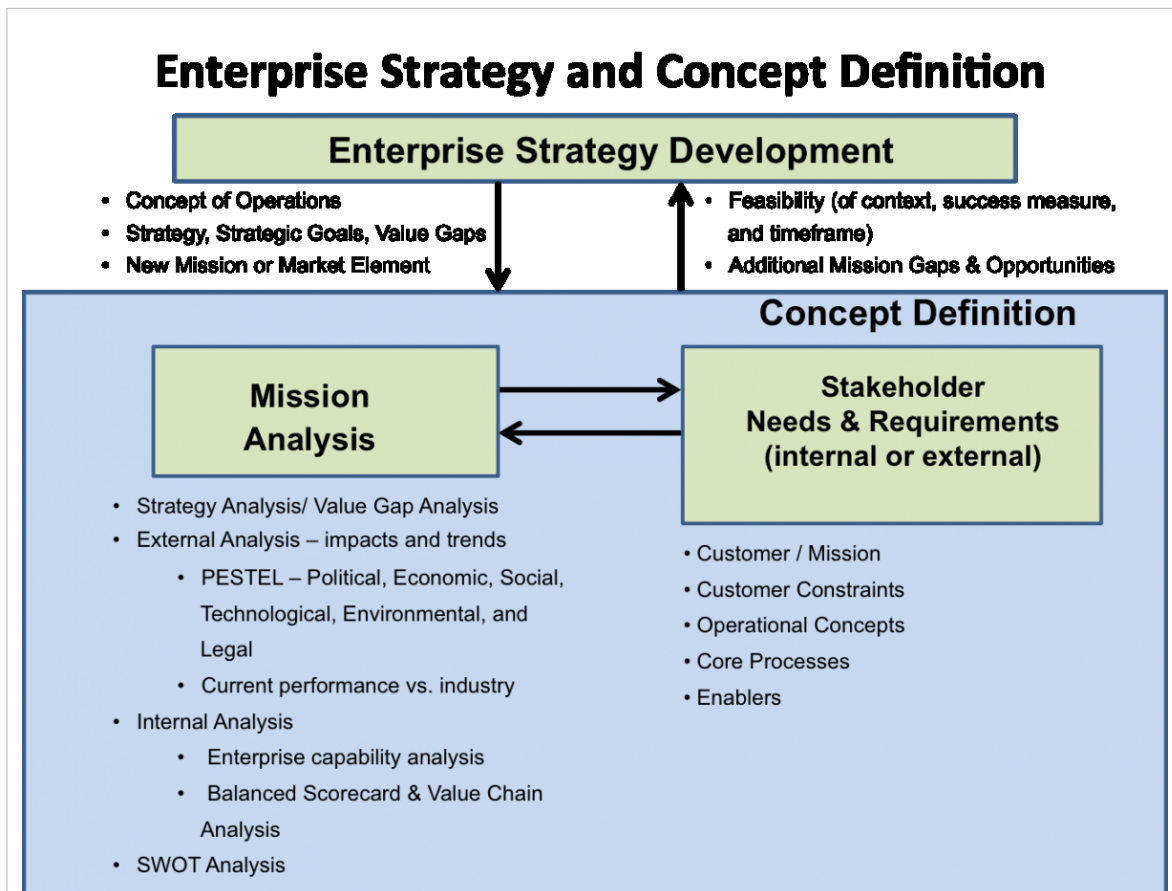 Enterprise Strategy and Concept Definition
Enterprise Strategy Development
• Concept of Operations
• Strategy, Strategic Goals, Value Gaps
• New Mission or Market Element
• Feasibility (of context, success measure,
and timeframe)
• Additional Mission Gaps & Opportunities
Concept Definition
Mission
Analysis
• Strategy Analysis/ Value Gap Analysis
• External Analysis – impacts and trends
• PESTEL – Political, Economic, Social,
Technological, Environmental, and
Legal
• Current performance vs. industry
• Internal Analysis
• Enterprise capability analysis
• Balanced Scorecard & Value Chain
Analysis
• SWOT Analysis
Stakeholder
Needs & Requirements
(internal or external)
• Customer / Mission
• Customer Constraints
• Operational Concepts
• Core Processes
• Enablers